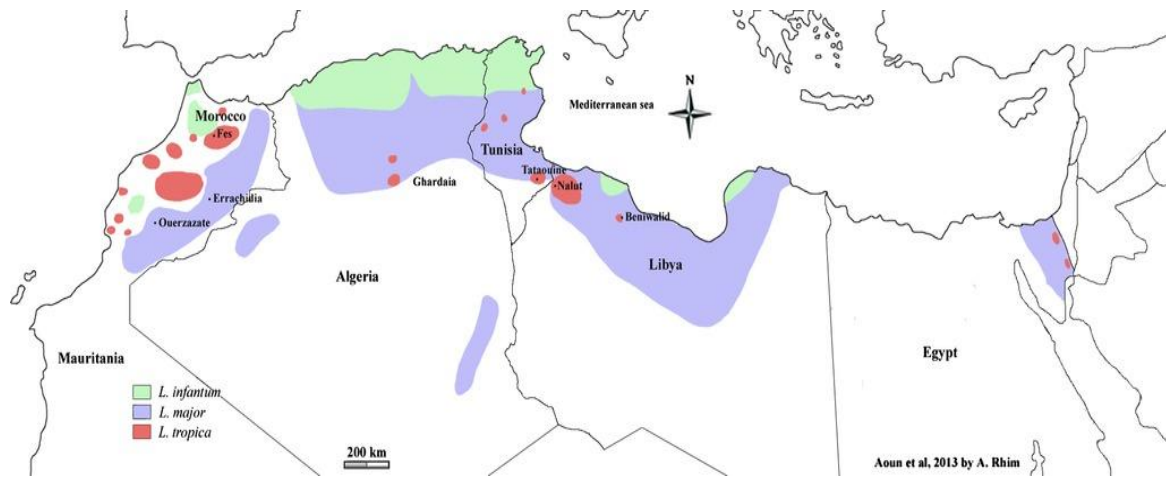 N
Mediterranean sea
Morocco
Fes
Tunisia
Tataouine
Ghardaia
Nalut
Errachidia
Ouerzazate
Beniwalid
Libya
Algeria
Mauritania
Egypt
L. infantum
L. major
L. tropica
200 km
Aoun et al, 2013 by A. Rhim